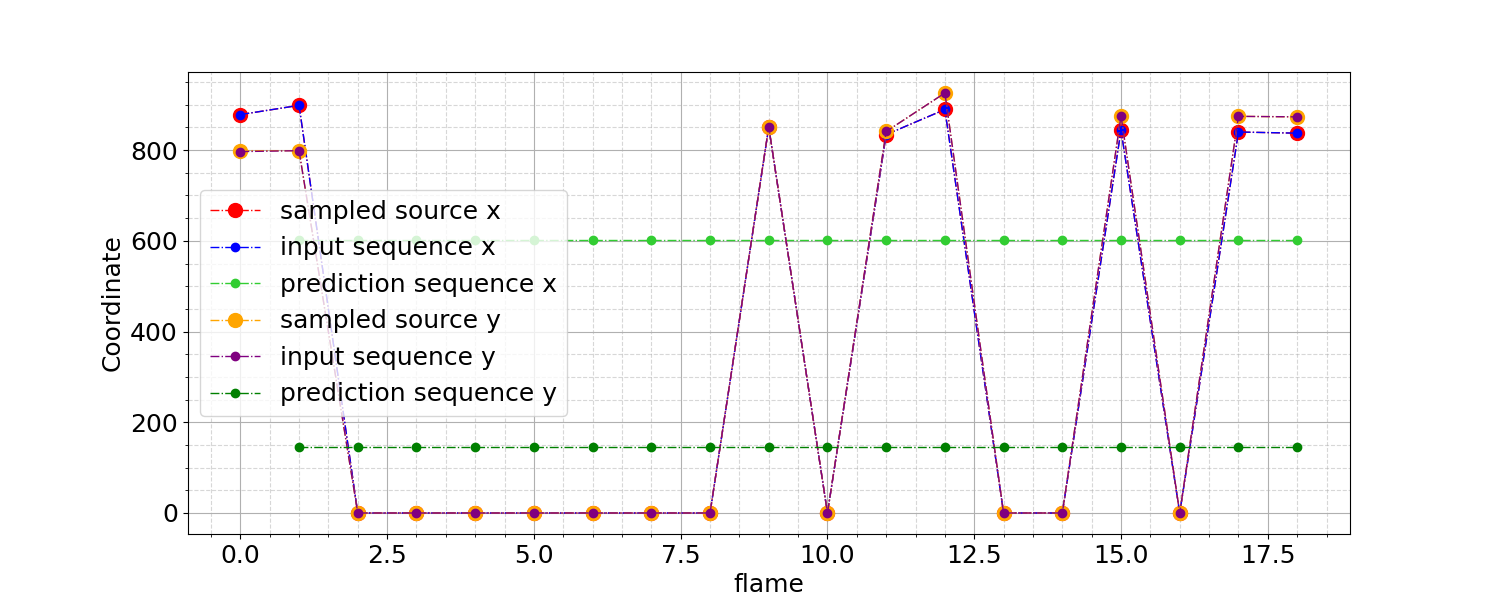 800
600
400
200
0
Coordinate
sampled source x
input sequence x
prediction sequence x
sampled source y
input sequence y
prediction sequence y
0.0 2.5 5.0 7.5 10.0 12.5 15.0 17.5
flame